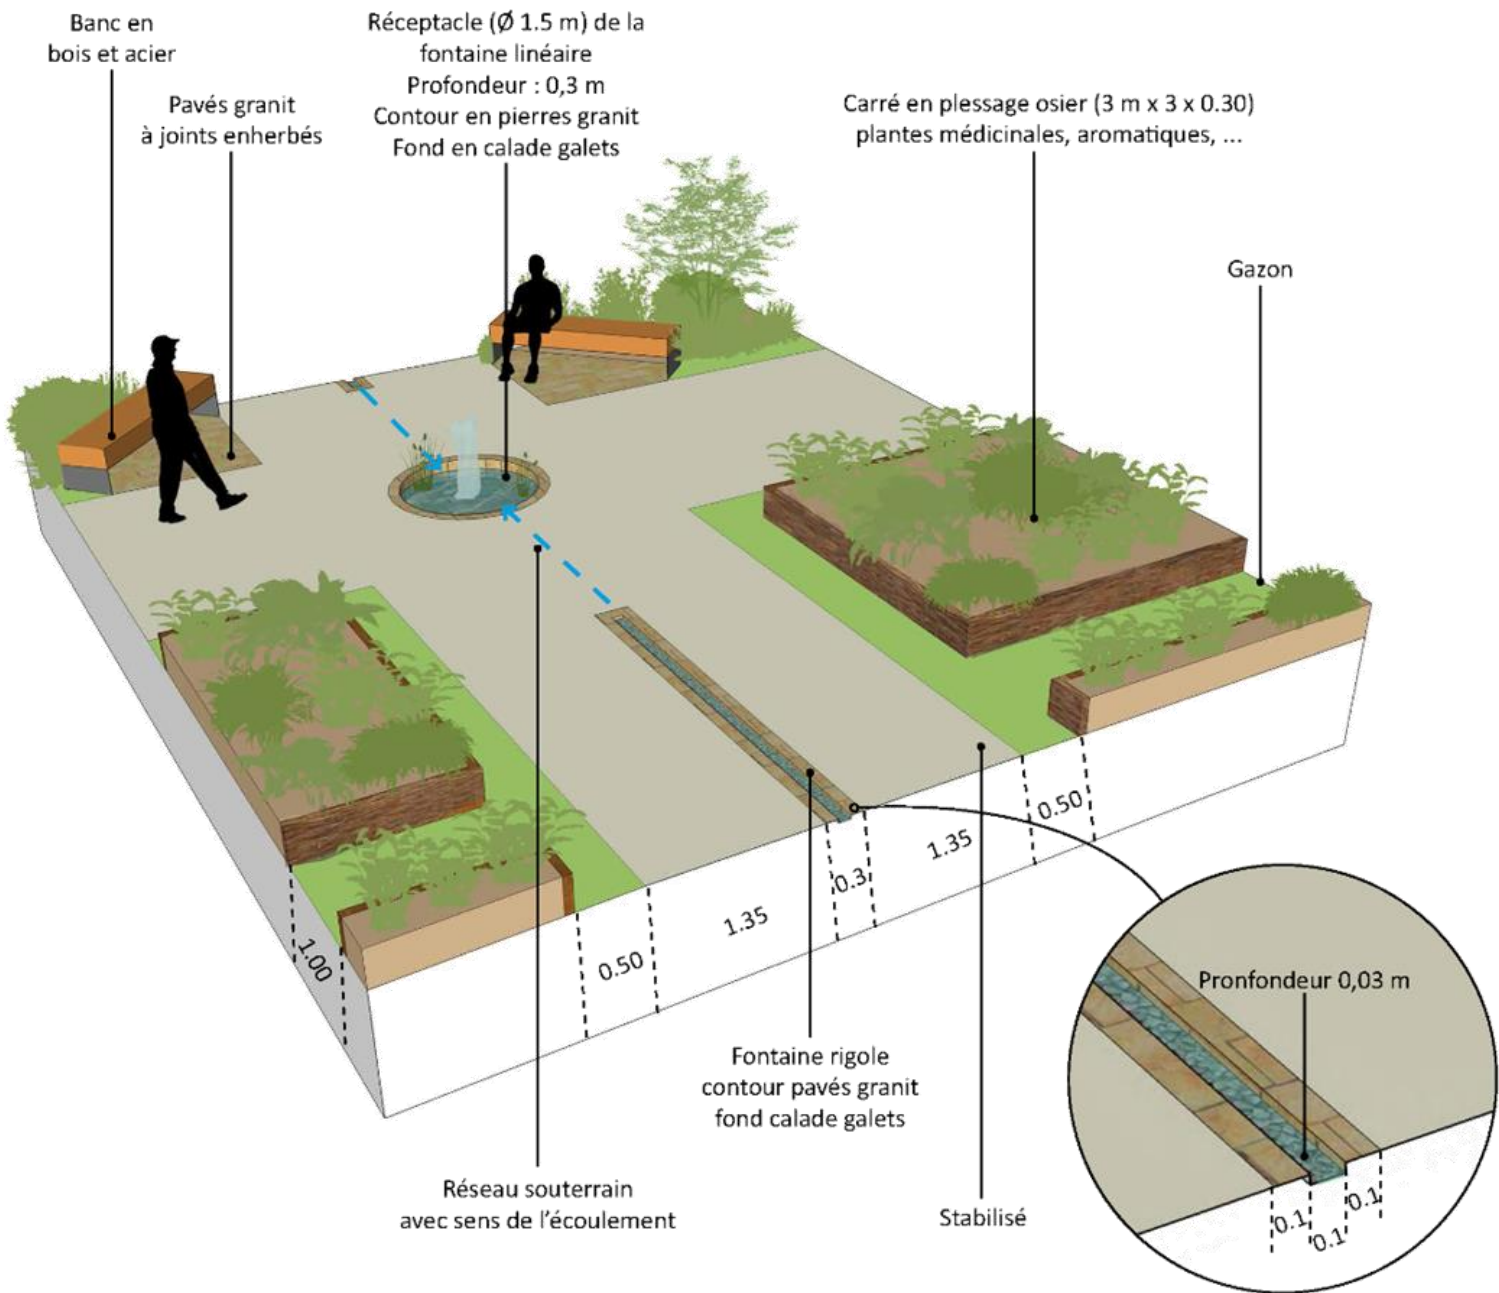 Banc en
bois et acier
Pavés granit
à joints enherbés
Réceptacle (Ø 1.5 m) de la
fontaine linéaire
Profondeur : 0,3 m
Contour en pierres granit
Fond en calade galets
Carré en plessage osier (3 m x 3 x 0.30)
plantes médicinales, aromatiques, ...
Gazon
0.50
1.35
0.3
1.35
0.50
1.00
Pronfondeur 0,03 m
0.1
0.1
0.1
Fontaine rigole
contour pavés granit
fond calade galets
Réseau souterrain
avec sens de l'écoulement
Stabilisé